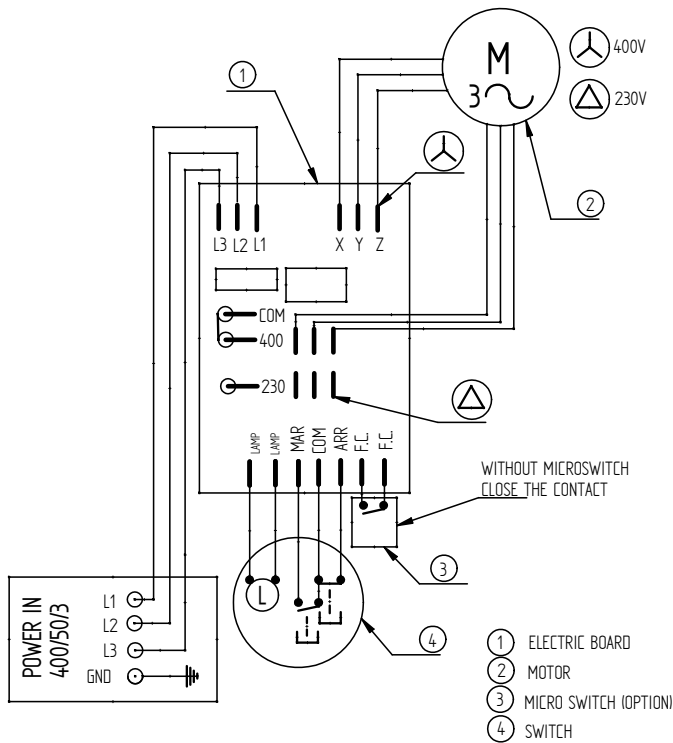 M
3
400V
230V
1
2
L3 L2 L1
X Y Z
COM
400
230
LAMP LAMP MAR COM ARR F.C. F.C.
WITHOUT MICROSWITCH
CLOSE THE CONTACT
3
L
4
POWER IN
400/50/3
L1
L2
L3
GND
1 ELECTRIC BOARD
2 MOTOR
3 MICRO SWITCH (OPTION)
4 SWITCH